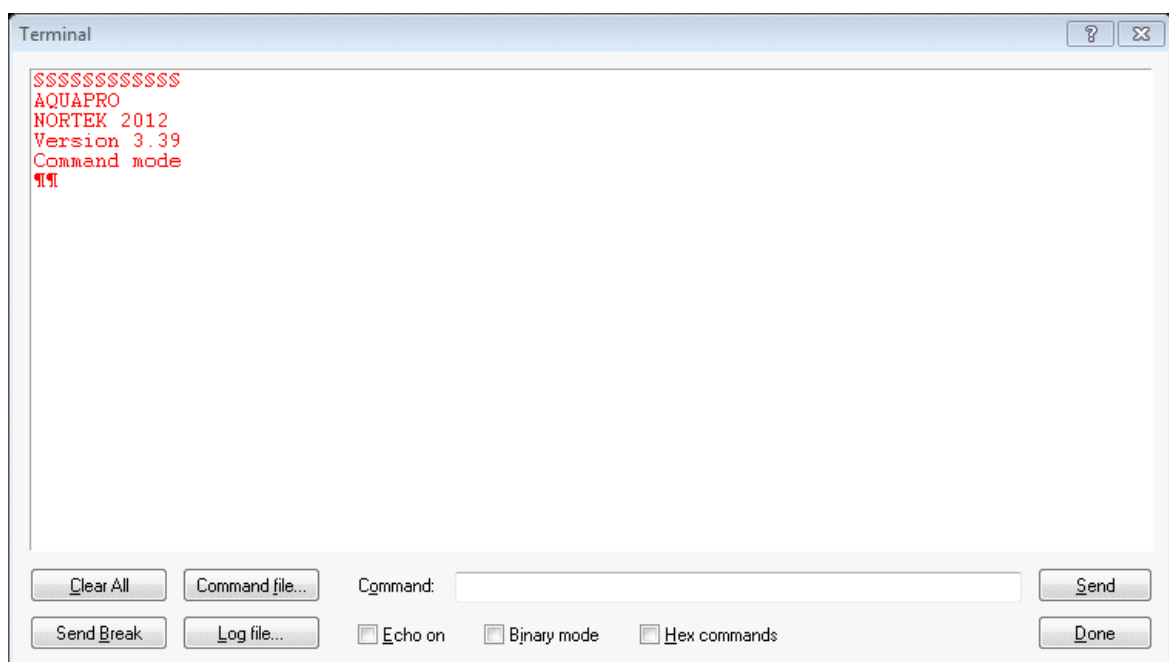 Terminal
SSSSSSSSSSSS
AQUAPRO
NORTEK 2012
Version 3.39
Command mode
¶¶
Clear All
Command file...
Command:
Send
Send Break
Log file...
Echo on
Binary mode
Hex commands
Done